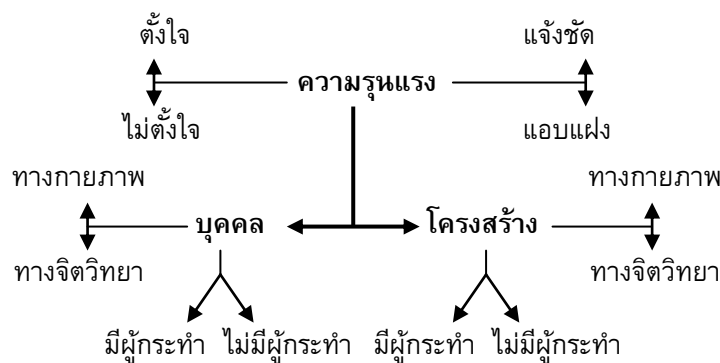 ตั้งใจ แจ้งชัด
ความรุนแรง
ไม่ตั้งใจ แอบแฝง
ทางกายภาพ ทางกายภาพ
บุคคล โครงสร้าง
ทางจิตวิทยา ทางจิตวิทยา
มีผู้กระทำ ไม่มีผู้กระทำ มีผู้กระทำ ไม่มีผู้กระทำ